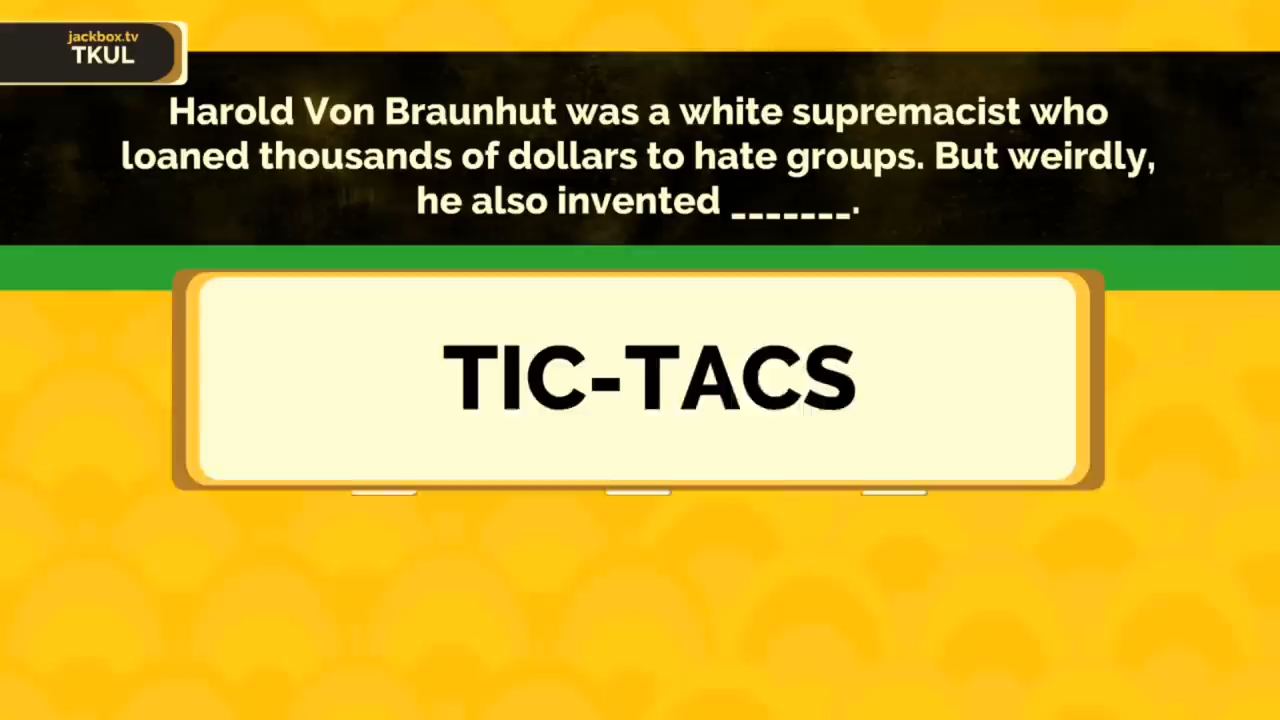 jackbox.tv
TKUL
Harold Von Braunhut was a white supremacist who
loaned thousands of dollars to hate groups. But weirdly,
he also invented _______.
TIC-TACS